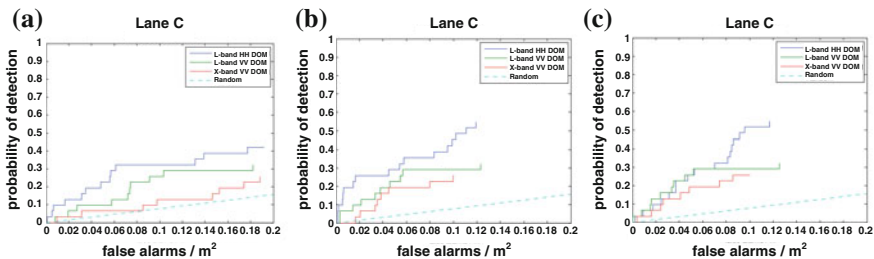 (a)
Lane C
probability of detection
1
0.9
0.8
0.7
0.6
0.5
0.4
0.3
0.2
0.1
0
L-band HH DOM
L-band VV DOM
X-band VV DOM
Random
0 0.02 0.04 0.06 0.08 0.1 0.12 0.14 0.14 0.18 0.2
false alarms / m²
(b)
Lane C
probability of detection
1
0.9
0.8
0.7
0.6
0.5
0.4
0.3
0.2
0.1
0
L-band HH DOM
L-band VV DOM
X-band VV DOM
Random
0 0.02 0.04 0.06 0.08 0.1 0.12 0.14 0.14 0.18 0.2
false alarms / m²
(c)
Lane C
probability of detection
1
0.9
0.8
0.7
0.6
0.5
0.4
0.3
0.2
0.1
0
L-band HH DOM
L-band VV DOM
X-band VV DOM
Random
0 0.02 0.04 0.06 0.08 0.1 0.12 0.14 0.14 0.18 0.2
false alarms / m²